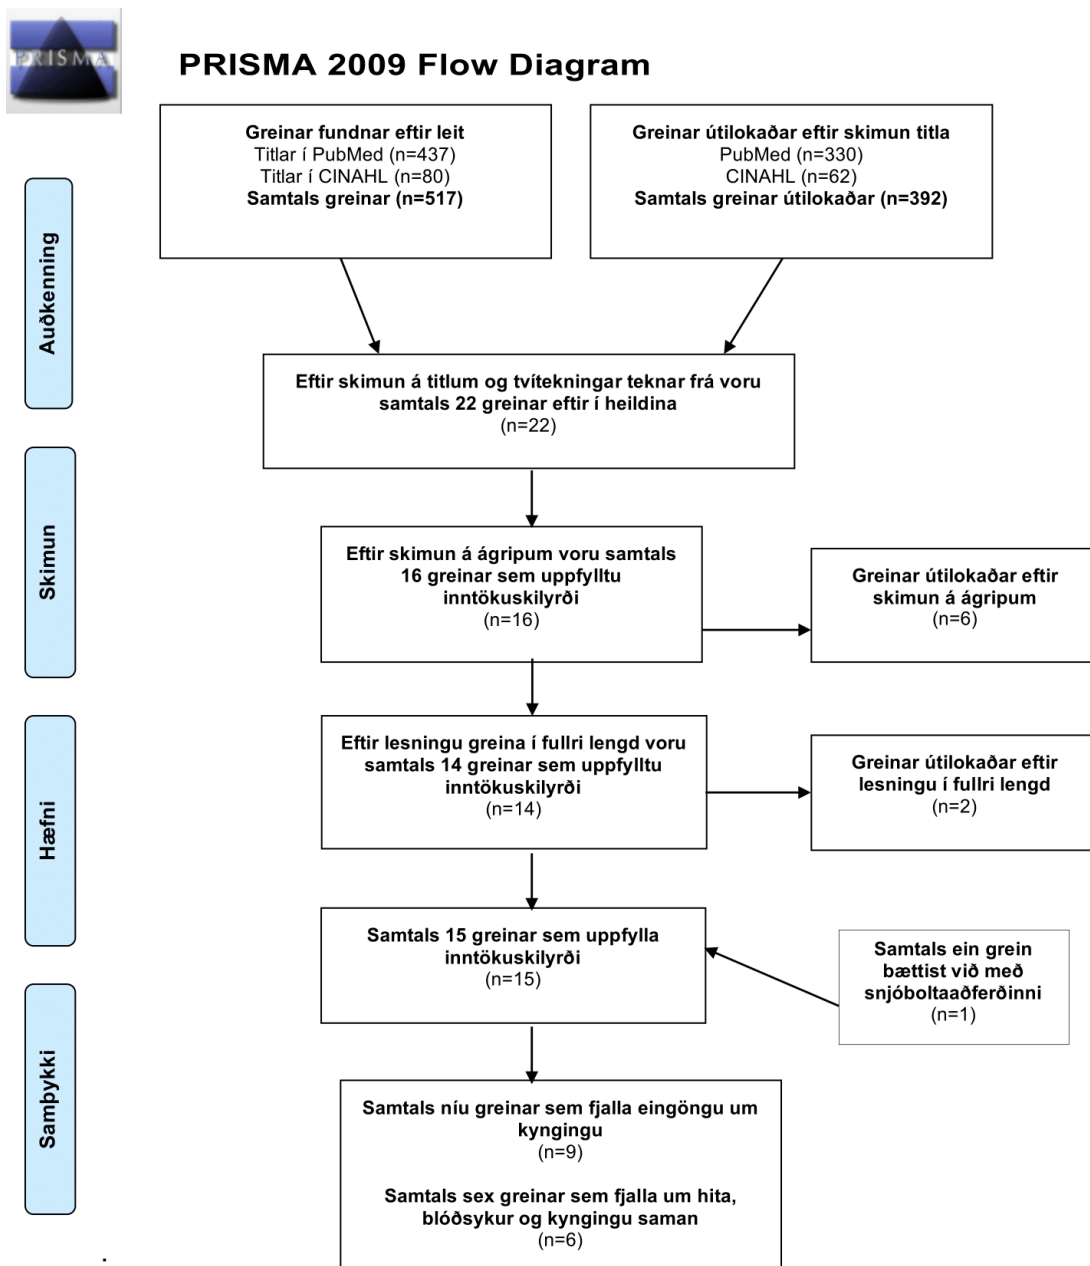 PRISMA
PRISMA 2009 Flow Diagram
Greinar fundnar eftir leit
Titlar í PubMed (n=437)
Titlar í CINAHL (n=80)
Samtals greinar (n=517)
Greinar útilokaðar eftir skimun titla
PubMed (n=330)
CINAHL (n=62)
Samtals greinar útilokaðar (n=392)
Auðkenning
Eftir skimun á titlum og tvítekningar teknar frá voru
samtals 22 greinar eftir í heildina
(n=22)
Skimun
Eftir skimun á ágripum voru samtals
16 greinar sem uppfylltu
inntökuskilyrði
(n=16)
Greinar útilokaðar eftir
skimun á ágripum
(n=6)
Hæfni
Eftir lesningu greina í fullri lengd voru
samtals 14 greinar sem uppfylltu
inntökuskilyrði
(n=14)
Greinar útilokaðar eftir
lesningu í fullri lengd
(n=2)
Samtals 15 greinar sem uppfylla
inntökuskilyrði
(n=15)
Samtals ein grein
bættist við með
snjóboltaaðferðinni
(n=1)
Samþykki
Samtals níu greinar sem fjalla eingöngu um
kyngingu
(n=9)
Samtals sex greinar sem fjalla um hita,
blóðsykur og kyngingu saman
(n=6)
.